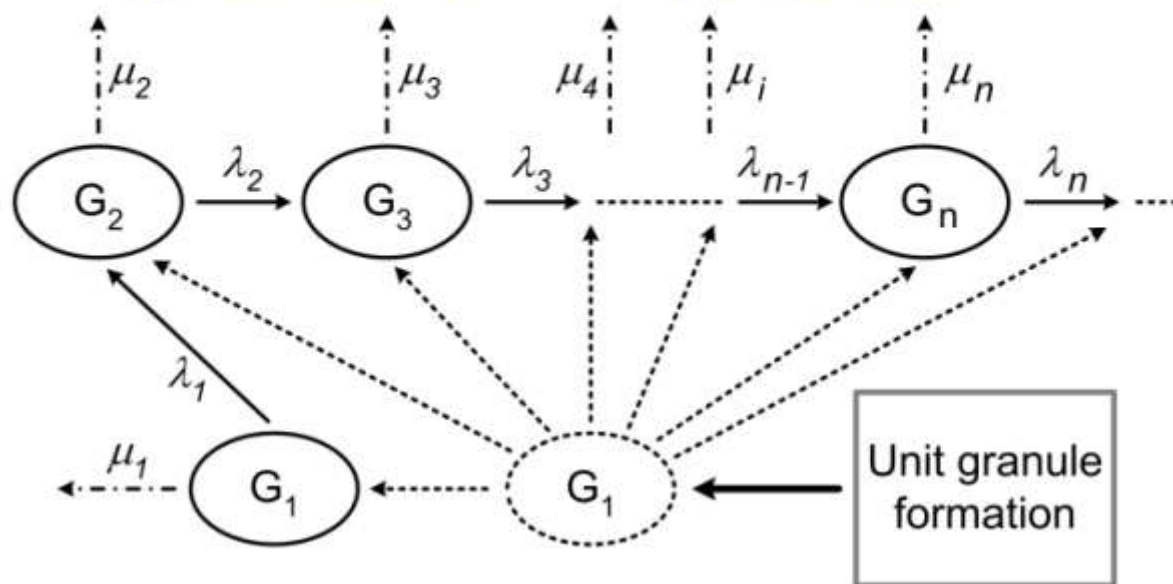 μ₂ μ₃ μ₄ μᵢ μₙ
G₂ λ₂ G₃ λ₃ λₙ₋₁ Gₙ λₙ
λ₁
μ₁ G₁ G₁ Unit granule
formation